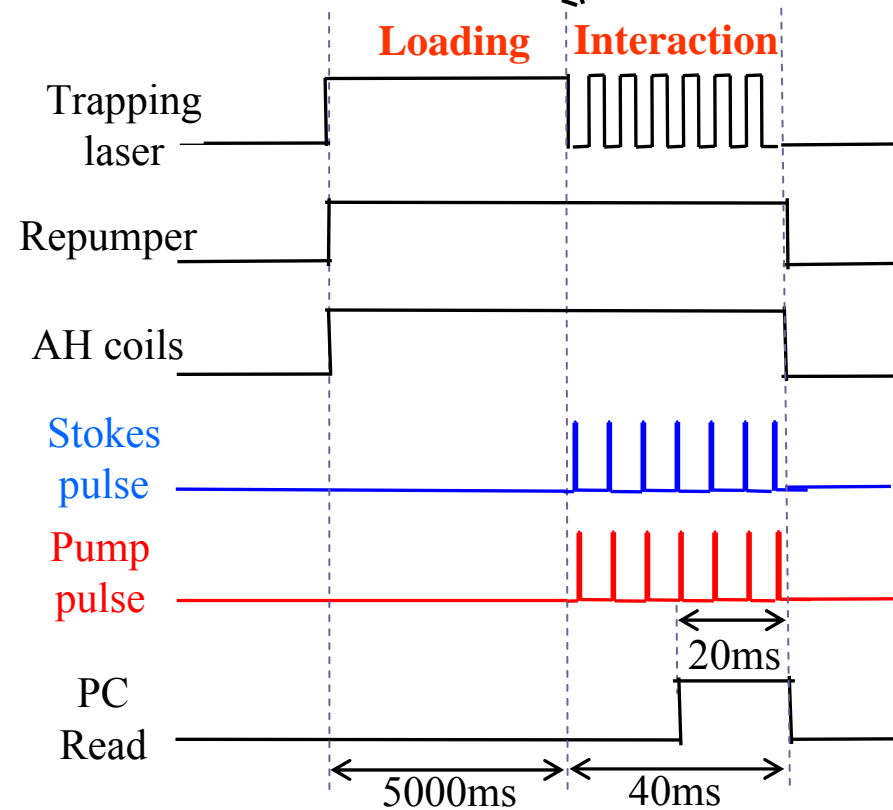 Loading Interaction
Trapping
laser
Repumper
AH coils
Stokes
pulse
Pump
pulse
20ms
PC
Read
5000ms 40ms